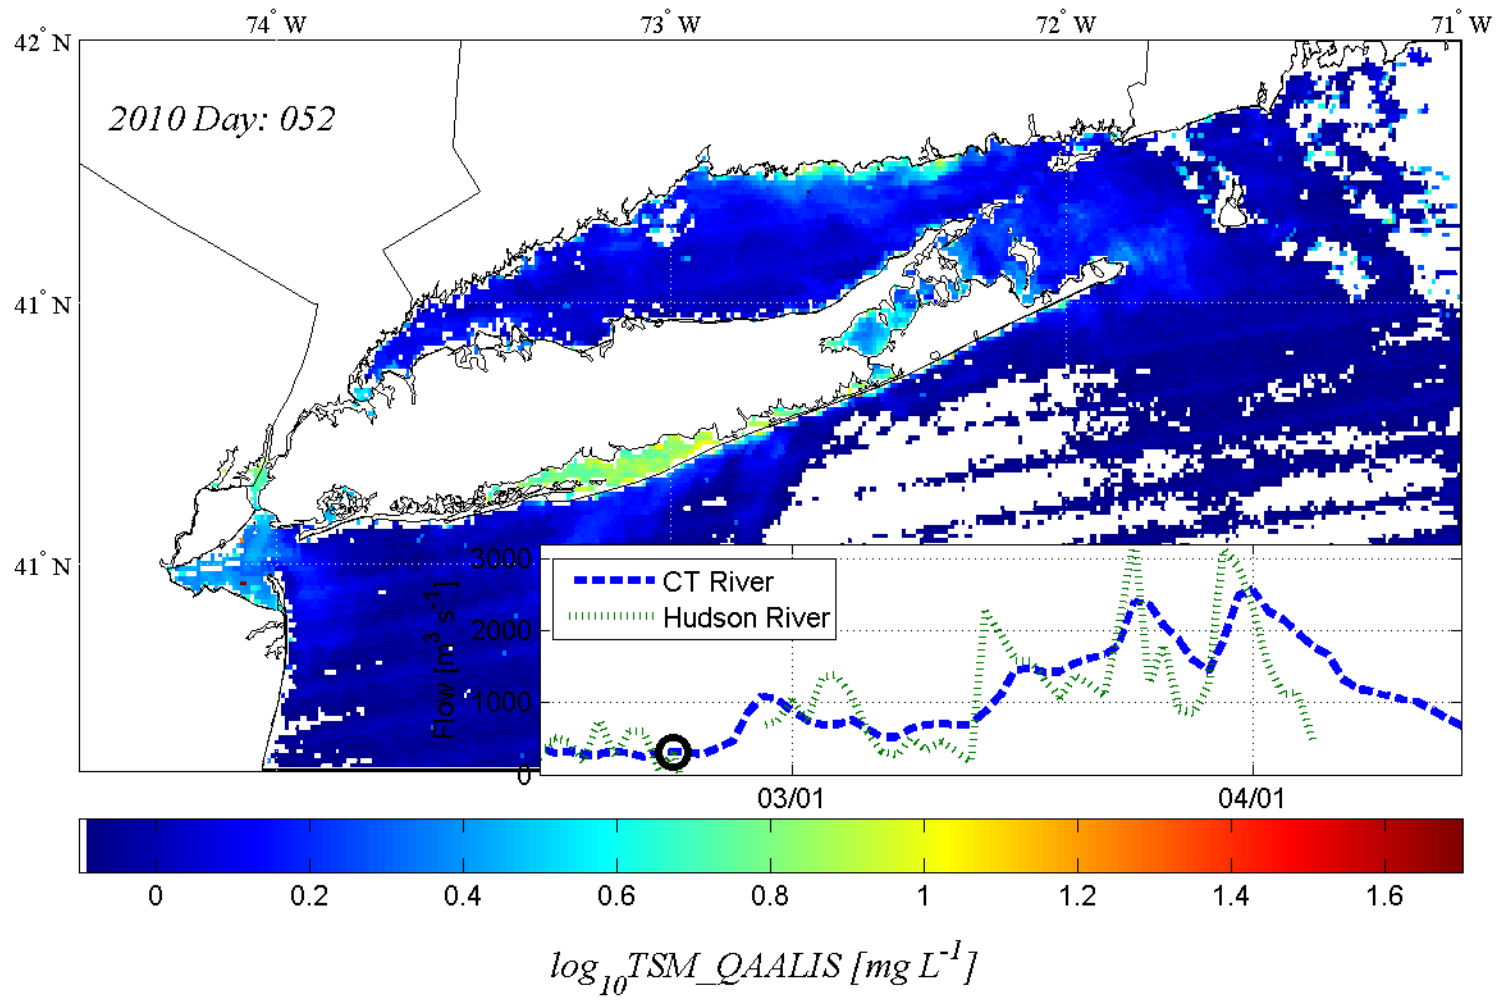 74° W 73° W 72° W 71° W
42° N
2010 Day: 052
41° N
41° N
3000
2000
1000
0
Flow [m³ s⁻¹]
CT River
Hudson River
03/01 04/01
0 0.2 0.4 0.6 0.8 1 1.2 1.4 1.6
log₁₀TSM_QAALIS [mg L⁻¹]